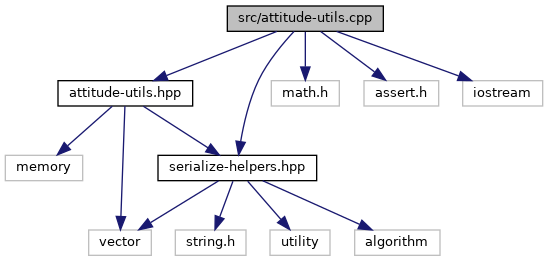 src/attitude-utils.cpp
attitude-utils.hpp
math.h
assert.h
iostream
memory
serialize-helpers.hpp
vector
string.h
utility
algorithm